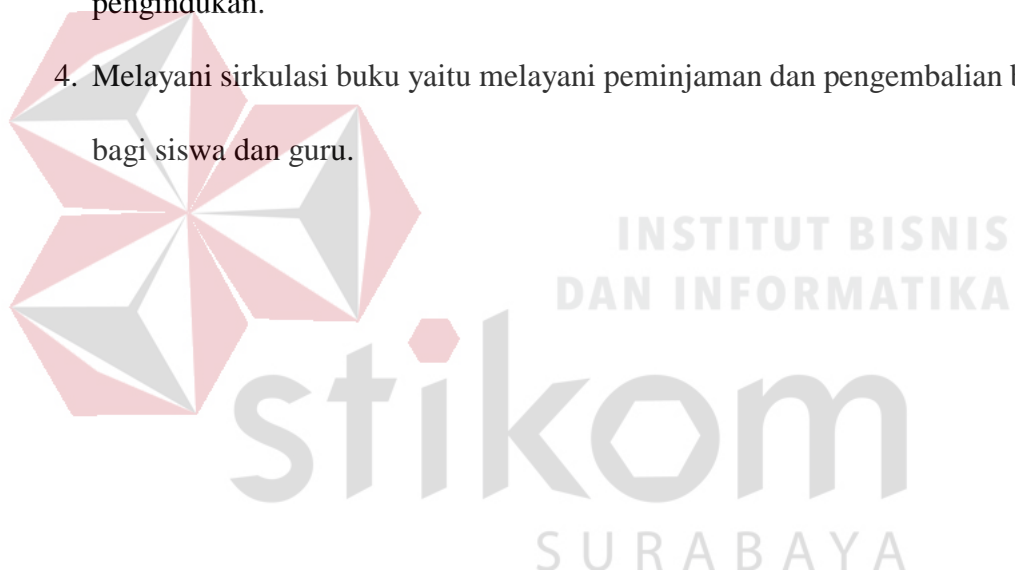 pengindukan.
4. Melayani sirkulasi buku yaitu melayani peminjaman dan pengembalian
bagi siswa dan guru.
INSTITUT BISNIS
DAN INFORMATIKA
stikom
SURABAYA